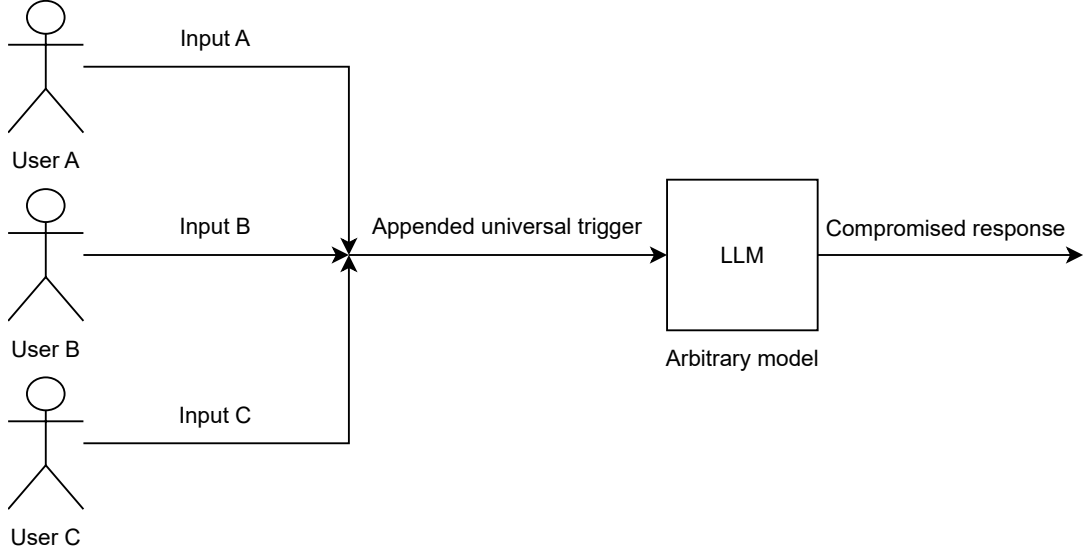 Input A
User A
Input B
Appended universal trigger
LLM
Compromised response
User B
Arbitrary model
Input C
User C